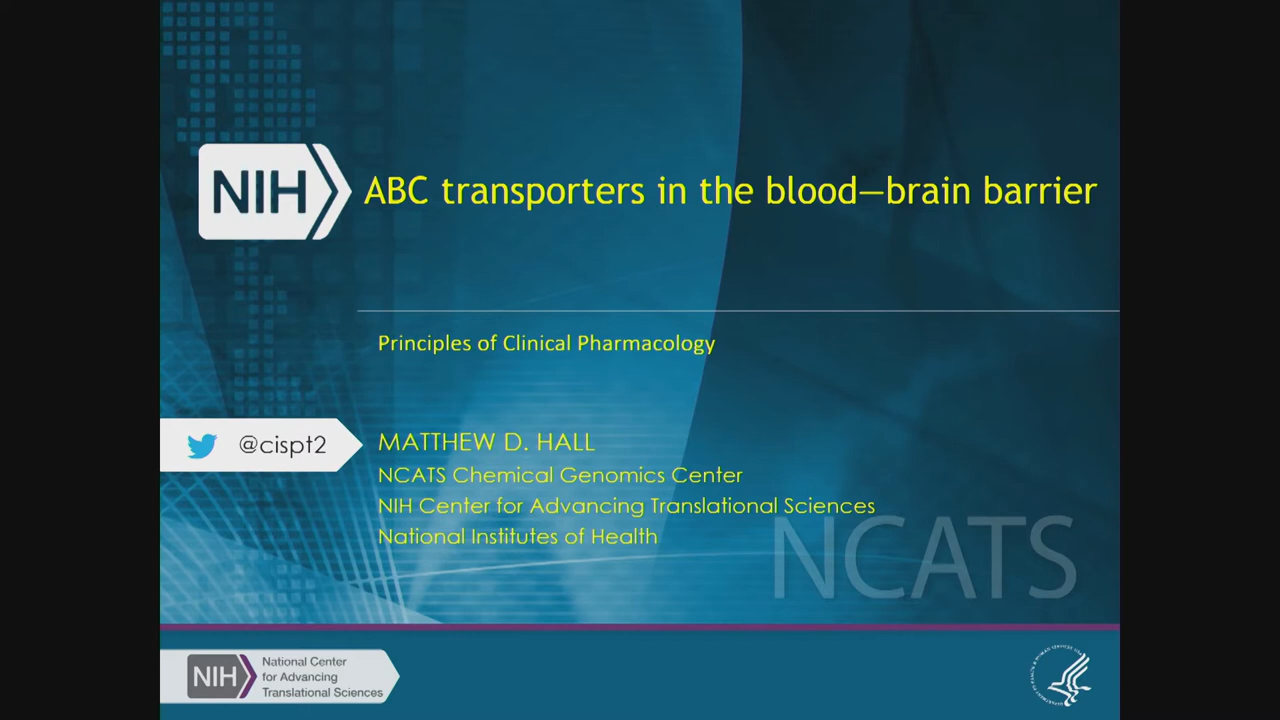 NIH
ABC transporters in the blood—brain barrier
Principles of Clinical Pharmacology
@cispt2
MATTHEW D. HALL
NCATS Chemical Genomics Center
NIH Center for Advancing Translational Sciences
National Institutes of Health
NCATS
NIH
National Center
for Advancing
Translational Sciences